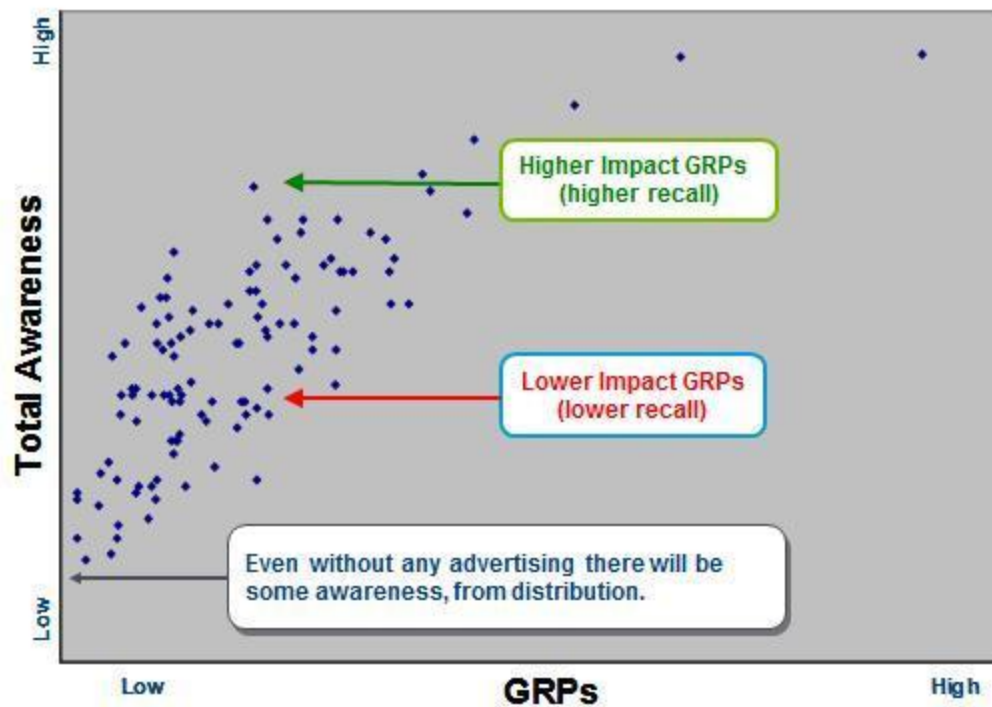 High
Total Awareness
Low
Higher Impact GRPs
(higher recall)
Lower Impact GRPs
(lower recall)
Even without any advertising there will be
some awareness, from distribution.
Low
GRPs
High